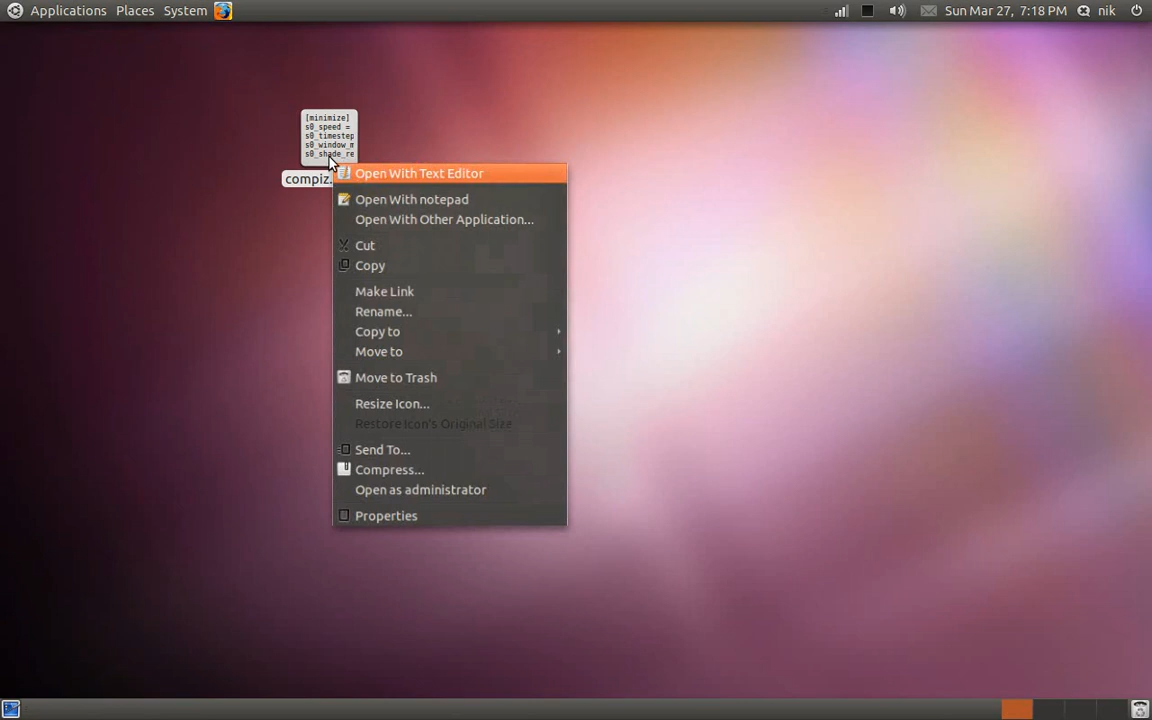 Applications Places System Sun Mar 27, 7:18 PM nik
[minimize]
s0_speed =
s0_timestep
s0_window_m
s0_shade_re
compiz.
Open With Text Editor
Open With notepad
Open With Other Application...
Cut
Copy
Make Link
Rename...
Copy to
Move to
Move to Trash
Resize Icon...
Restore Icon's Original Size
Send To...
Compress...
Open as administrator
Properties